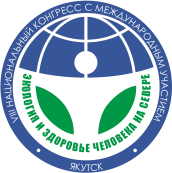 VIII НАЦИОНАЛЬНЫЙ КОНГРЕСС С МЕЖДУНАРОДНЫМ УЧАСТИЕМ
ЭКОЛОГИЯ И ЗДОРОВЬЕ ЧЕЛОВЕКА НА СЕВЕРЕ
ЯКУТСК